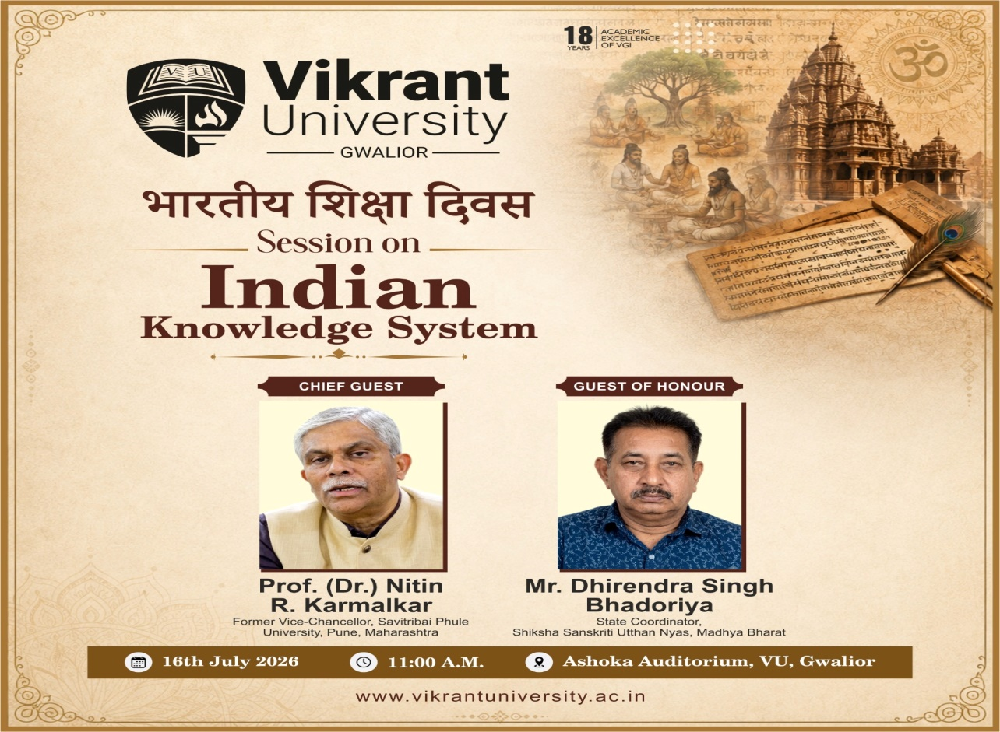 18
YEARS
ACADEMIC
EXCELLENCE
OF VGI
V U
Vikrant
University
GWALIOR
भारतीय शिक्षा दिवस
Session on
Indian
Knowledge System
CHIEF GUEST
GUEST OF HONOUR
Prof. (Dr.) Nitin
R. Karmalkar
Former Vice-Chancellor, Savitribai Phule
University, Pune, Maharashtra
Mr. Dhirendra Singh
Bhadoriya
State Coordinator,
Shiksha Sanskriti Utthan Nyas, Madhya Bharat
16th July 2026
11:00 A.M.
Ashoka Auditorium, VU, Gwalior
www.vikrantuniversity.ac.in
ॐ